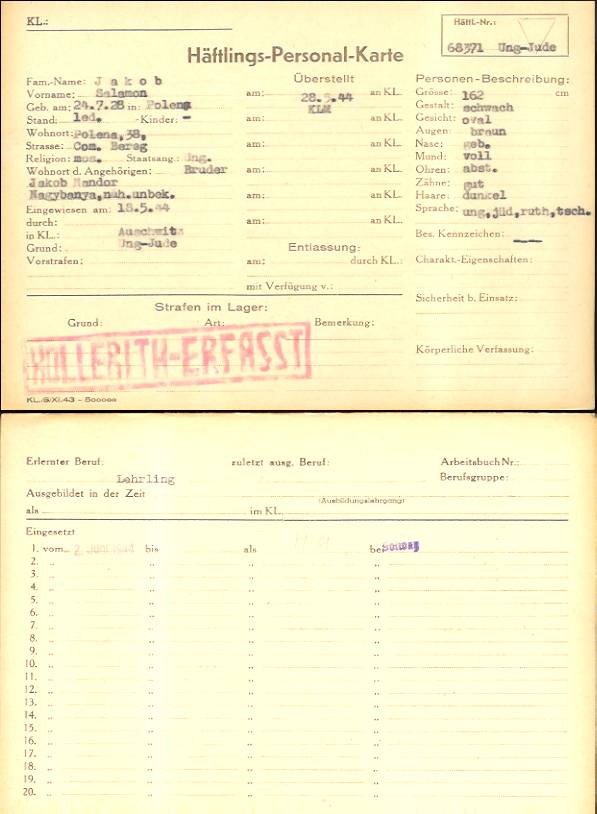 KL.:
Häftl.-Nr.:
68371 Ung-Jude
Häftlings-Personal-Karte
Fam.-Name: Jakob
Vorname: Salamon
Geb. am: 24.7.28 in: Polena
Stand: led. Kinder: -
Wohnort: Polena, 38,
Strasse: Com. Bereg
Religion: mos. Staatsang.: Ung.
Wohnort d. Angehörigen: Bruder
Jakob Nandor
Nagybanya, näh. unbek.
Eingewiesen am: 18.5.44
durch:
in KL.: Auschwitz
Grund: Ung-Jude
Vorstrafen:
Überstellt
am: 28.5.44 an KL.
KLM
am: an KL.
am: an KL.
am: an KL.
am: an KL.
am: an KL.
Entlassung:
am: durch KL.:
mit Verfügung v.:
Personen-Beschreibung:
Grösse: 162 cm
Gestalt: schwach
Gesicht: oval
Augen: braun
Nase: geb.
Mund: voll
Ohren: abst.
Zähne: gut
Haare: dunkel
Sprache: ung, jüd, ruth, tsch.
Bes. Kennzeichen: ---
Charakt.-Eigenschaften:
Sicherheit b. Einsatz:
Körperliche Verfassung:
Strafen im Lager:
Grund: Art: Bemerkung:
HOLLERITH-ERFASST
KL/5/XI.43 - 500000
Erlernter Beruf: zuletzt ausg. Beruf: Arbeitsbuch Nr.:
Lehrling Berufsgruppe:
Ausgebildet in der Zeit
(Ausbildungslehrgang)
als im KL.
Eingesetzt
1. vom 2. Juni 1944 bis als bei
2. " " " "
3. " " " "
4. " " " "
5. " " " "
6. " " " "
7. " " " "
8. " " " "
9. " " " "
10. " " " "
11. " " " "
12. " " " "
13. " " " "
14. " " " "
15. " " " "
16. " " " "
17. " " " "
18. " " " "
19. " " " "
20. " " " "